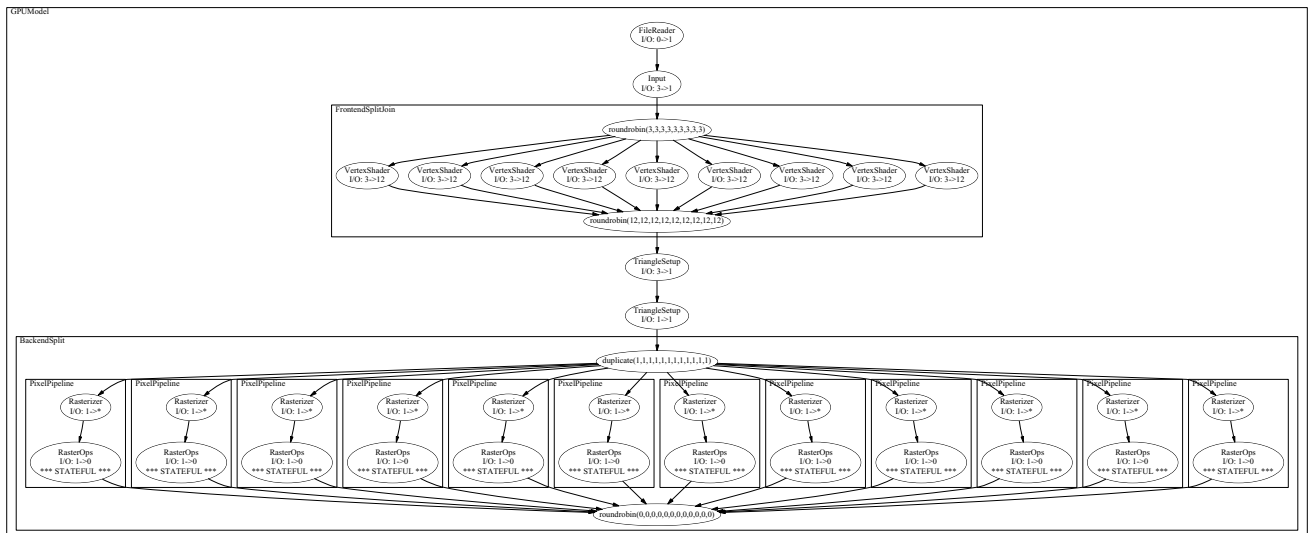 GPUModel
FileReader
I/O: 0->1
Input
I/O: 3->1
FrontendSplitJoin
roundrobin(3,3,3,3,3,3,3,3,3)
VertexShader
I/O: 3->12
VertexShader
I/O: 3->12
VertexShader
I/O: 3->12
VertexShader
I/O: 3->12
VertexShader
I/O: 3->12
VertexShader
I/O: 3->12
VertexShader
I/O: 3->12
VertexShader
I/O: 3->12
VertexShader
I/O: 3->12
roundrobin(12,12,12,12,12,12,12,12,12)
TriangleSetup
I/O: 3->1
TriangleSetup
I/O: 1->1
BackendSplit
duplicate(1,1,1,1,1,1,1,1,1,1,1,1)
PixelPipeline
Rasterizer
I/O: 1->*
RasterOps
I/O: 1->0
*** STATEFUL ***
PixelPipeline
Rasterizer
I/O: 1->*
RasterOps
I/O: 1->0
*** STATEFUL ***
PixelPipeline
Rasterizer
I/O: 1->*
RasterOps
I/O: 1->0
*** STATEFUL ***
PixelPipeline
Rasterizer
I/O: 1->*
RasterOps
I/O: 1->0
*** STATEFUL ***
PixelPipeline
Rasterizer
I/O: 1->*
RasterOps
I/O: 1->0
*** STATEFUL ***
PixelPipeline
Rasterizer
I/O: 1->*
RasterOps
I/O: 1->0
*** STATEFUL ***
PixelPipeline
Rasterizer
I/O: 1->*
RasterOps
I/O: 1->0
*** STATEFUL ***
PixelPipeline
Rasterizer
I/O: 1->*
RasterOps
I/O: 1->0
*** STATEFUL ***
PixelPipeline
Rasterizer
I/O: 1->*
RasterOps
I/O: 1->0
*** STATEFUL ***
PixelPipeline
Rasterizer
I/O: 1->*
RasterOps
I/O: 1->0
*** STATEFUL ***
PixelPipeline
Rasterizer
I/O: 1->*
RasterOps
I/O: 1->0
*** STATEFUL ***
PixelPipeline
Rasterizer
I/O: 1->*
RasterOps
I/O: 1->0
*** STATEFUL ***
roundrobin(0,0,0,0,0,0,0,0,0,0,0,0)